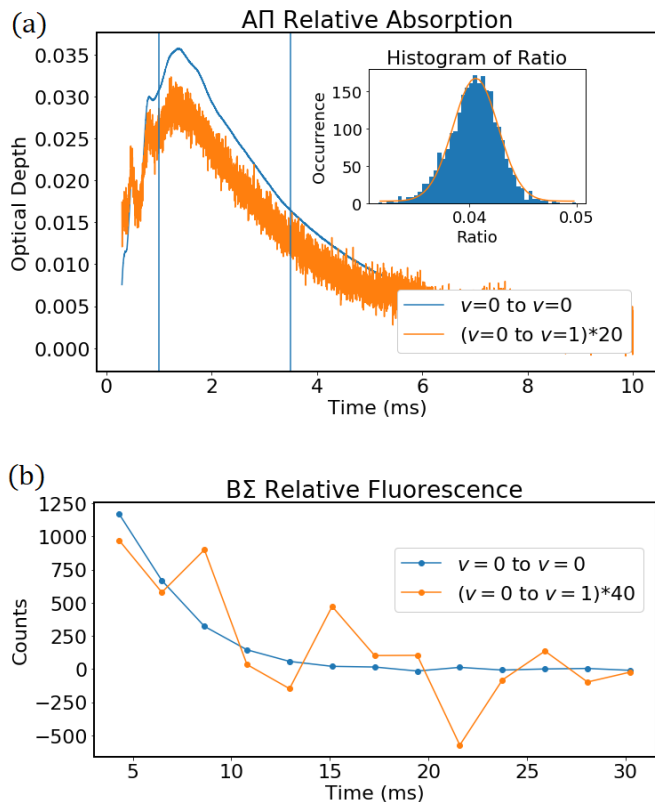 (a)
AΠ Relative Absorption
Optical Depth
0.035
0.030
0.025
0.020
0.015
0.010
0.005
0.000
0 2 4 6 8 10
Time (ms)
Histogram of Ratio
Occurrence
150
100
50
0
0.04 0.05
Ratio
v=0 to v=0
(v=0 to v=1)*20
(b)
BΣ Relative Fluorescence
Counts
1250
1000
750
500
250
0
−250
−500
5 10 15 20 25 30
Time (ms)
v = 0 to v = 0
(v = 0 to v = 1)*40